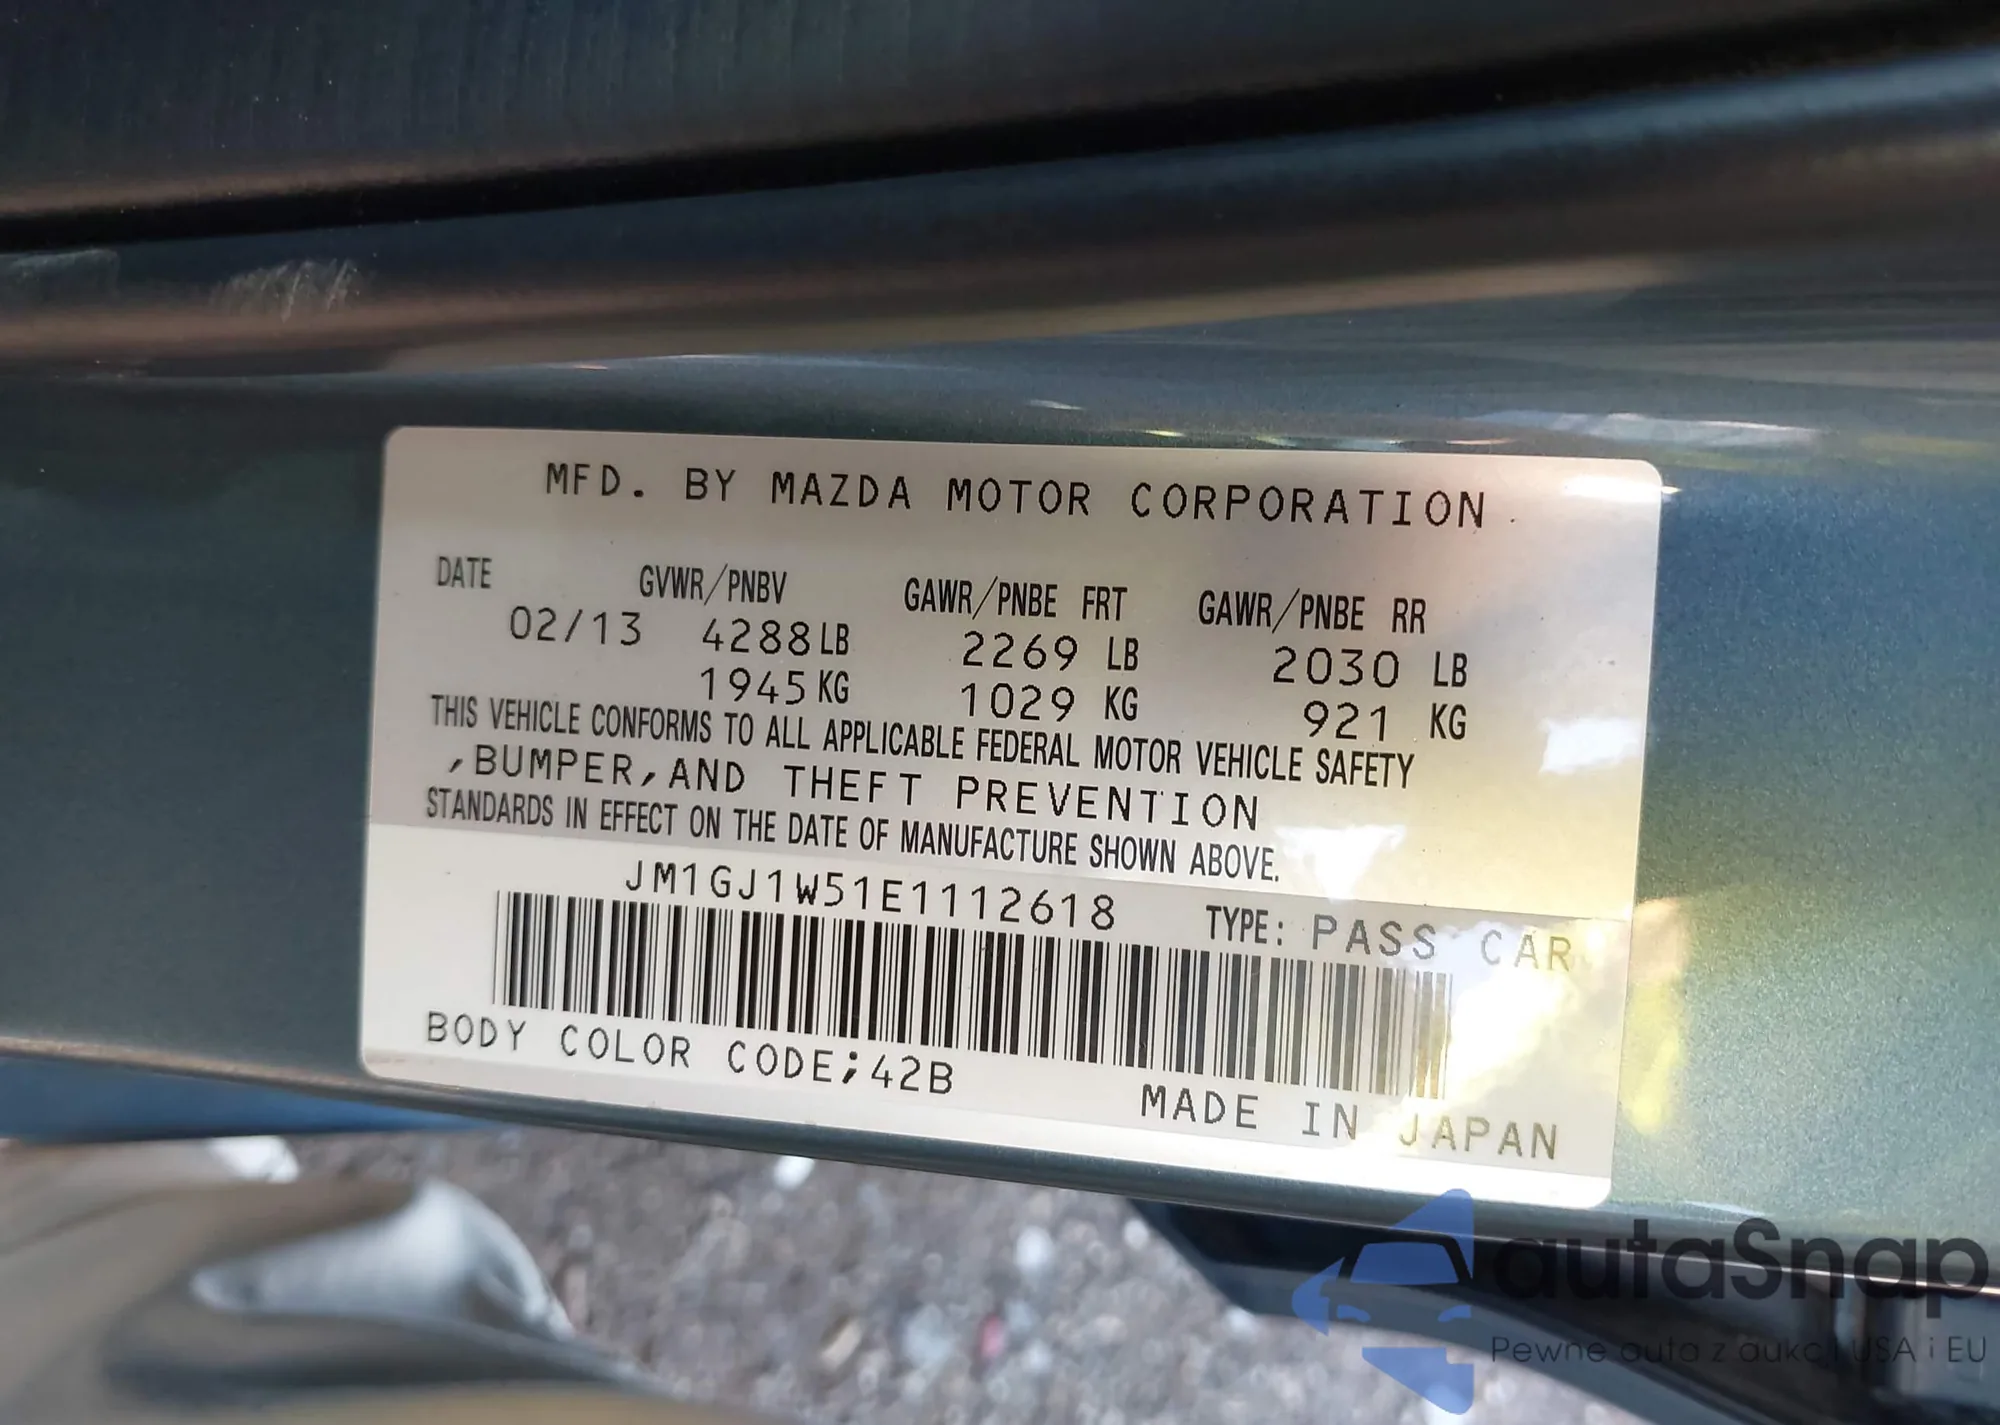 MFD. BY MAZDA MOTOR CORPORATION
DATE GVWR/PNBV GAWR/PNBE FRT GAWR/PNBE RR
02/13 4288 LB 2269 LB 2030 LB
1945 KG 1029 KG 921 KG
THIS VEHICLE CONFORMS TO ALL APPLICABLE FEDERAL MOTOR VEHICLE SAFETY
,BUMPER,AND THEFT PREVENTION
STANDARDS IN EFFECT ON THE DATE OF MANUFACTURE SHOWN ABOVE.
JM1GJ1W51E1112618 TYPE: PASS CAR
BODY COLOR CODE;42B
MADE IN JAPAN
autaSnap
Pewne auta z aukcji USA i EU